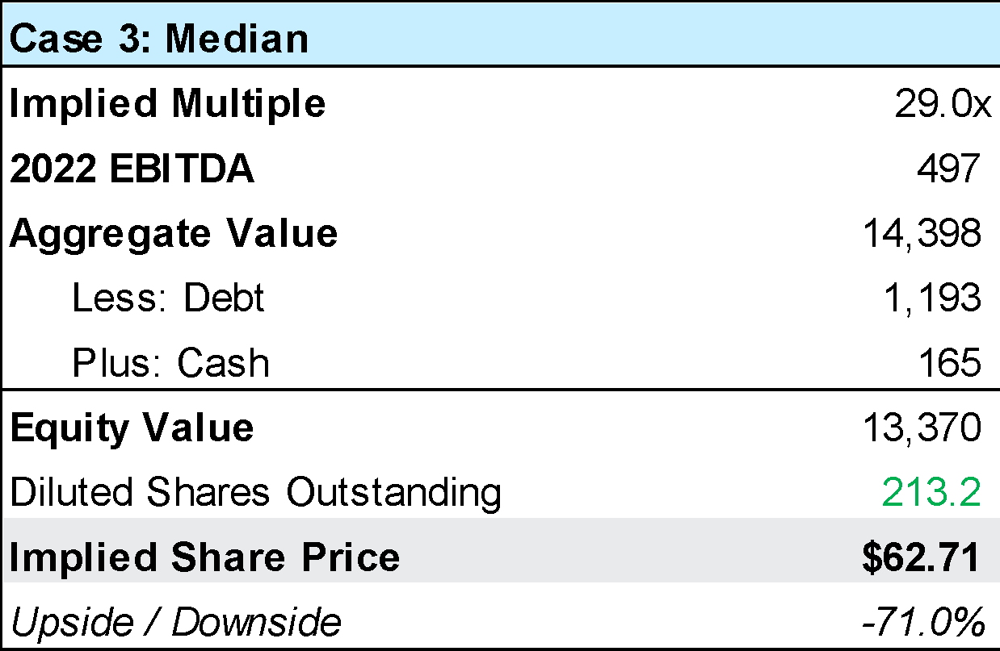 Case 3: Median
Implied Multiple 29.0x
2022 EBITDA 497
Aggregate Value 14,398
Less: Debt 1,193
Plus: Cash 165
Equity Value 13,370
Diluted Shares Outstanding 213.2
Implied Share Price $62.71
Upside / Downside -71.0%